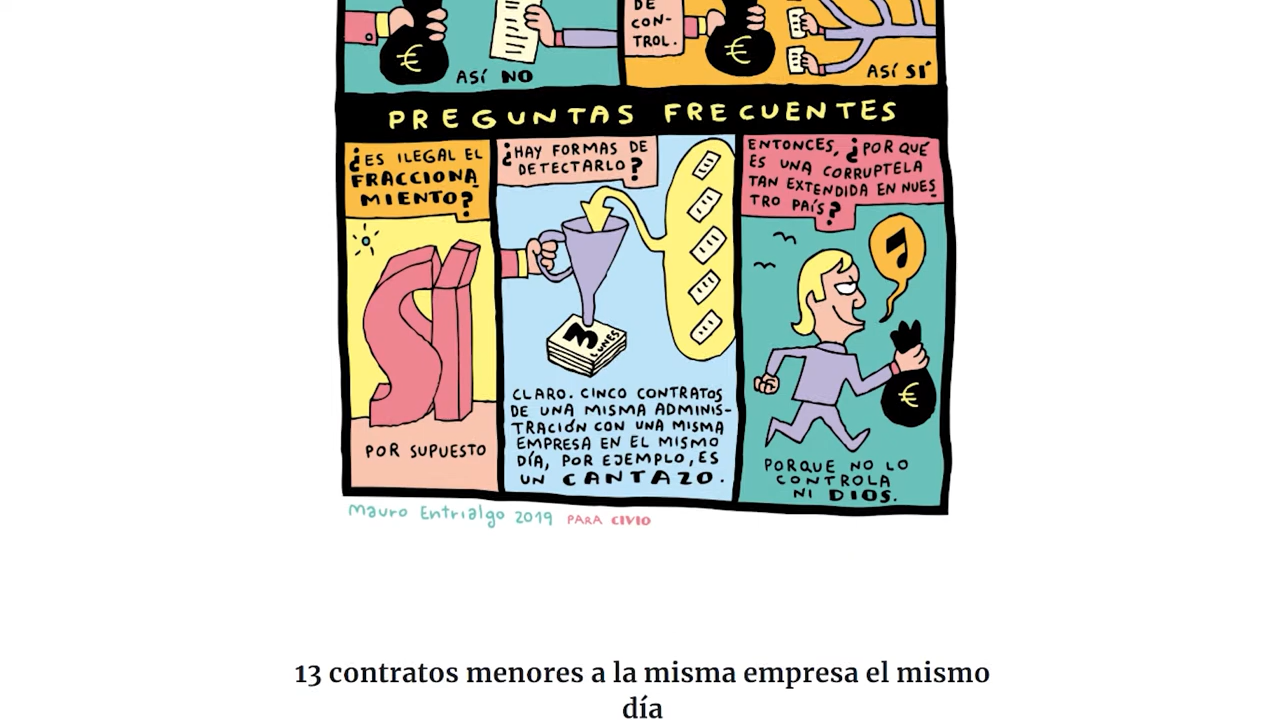 €
ASÍ NO
DE
CON-
TROL.
€
ASÍ SÍ
PREGUNTAS FRECUENTES
¿ES ILEGAL EL
FRACCIONA
MIENTO?
SÍ
POR SUPUESTO
¿HAY FORMAS DE
DETECTARLO?
3
LUNES
CLARO. CINCO CONTRATOS
DE UNA MISMA ADMINIS-
TRACIÓN CON UNA MISMA
EMPRESA EN EL MISMO
DÍA, POR EJEMPLO, ES
UN CANTAZO.
ENTONCES, ¿POR QUÉ
ES UNA CORRUPTELA
TAN EXTENDIDA EN NUES
TRO PAÍS?
€
PORQUE NO LO
CONTROLA
NI DIOS.
Mauro Entrialgo 2019 PARA CIVIO
13 contratos menores a la misma empresa el mismo
día